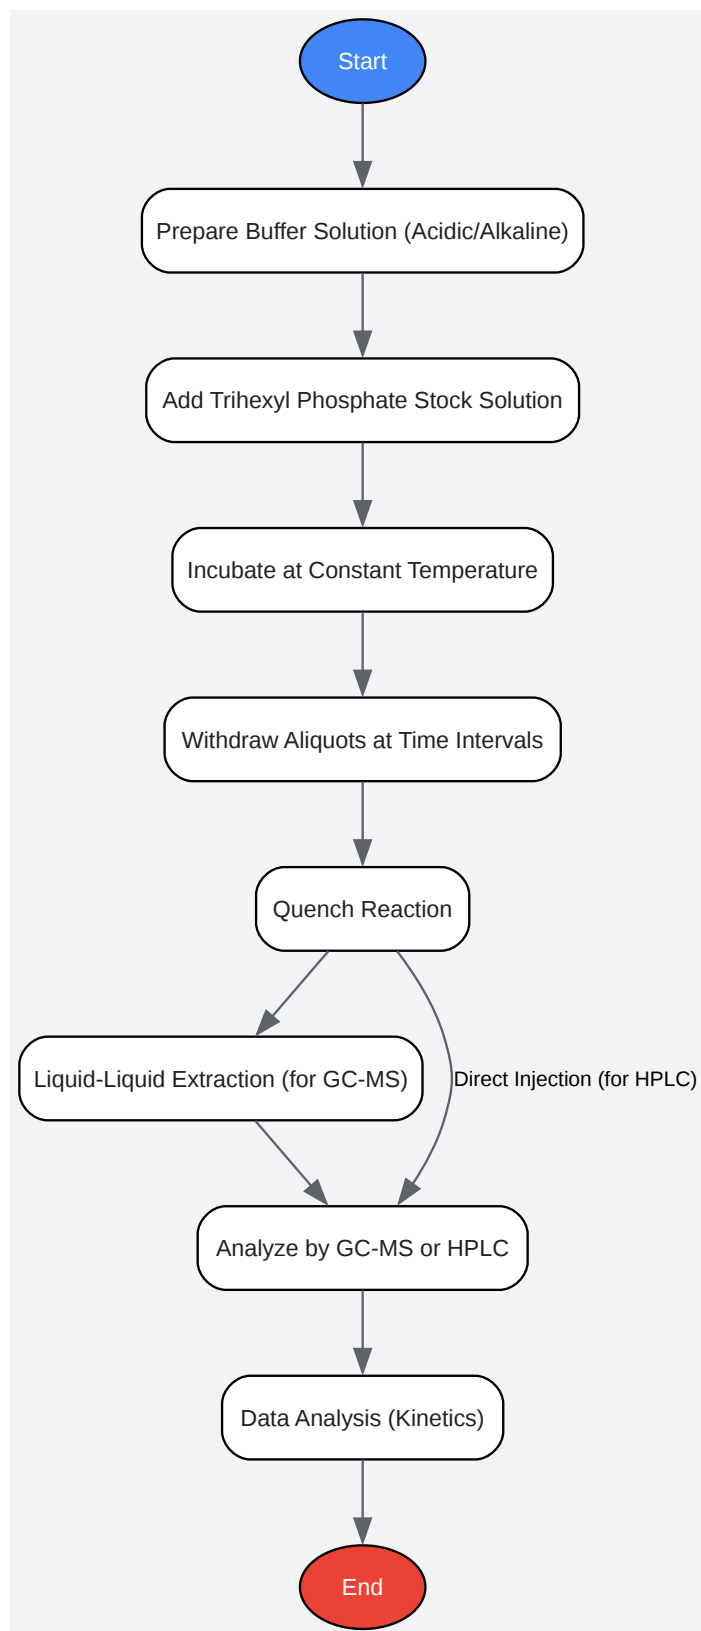 Start
Prepare Buffer Solution (Acidic/Alkaline)
Add Trihexyl Phosphate Stock Solution
Incubate at Constant Temperature
Withdraw Aliquots at Time Intervals
Quench Reaction
Liquid-Liquid Extraction (for GC-MS)
Direct Injection (for HPLC)
Analyze by GC-MS or HPLC
Data Analysis (Kinetics)
End